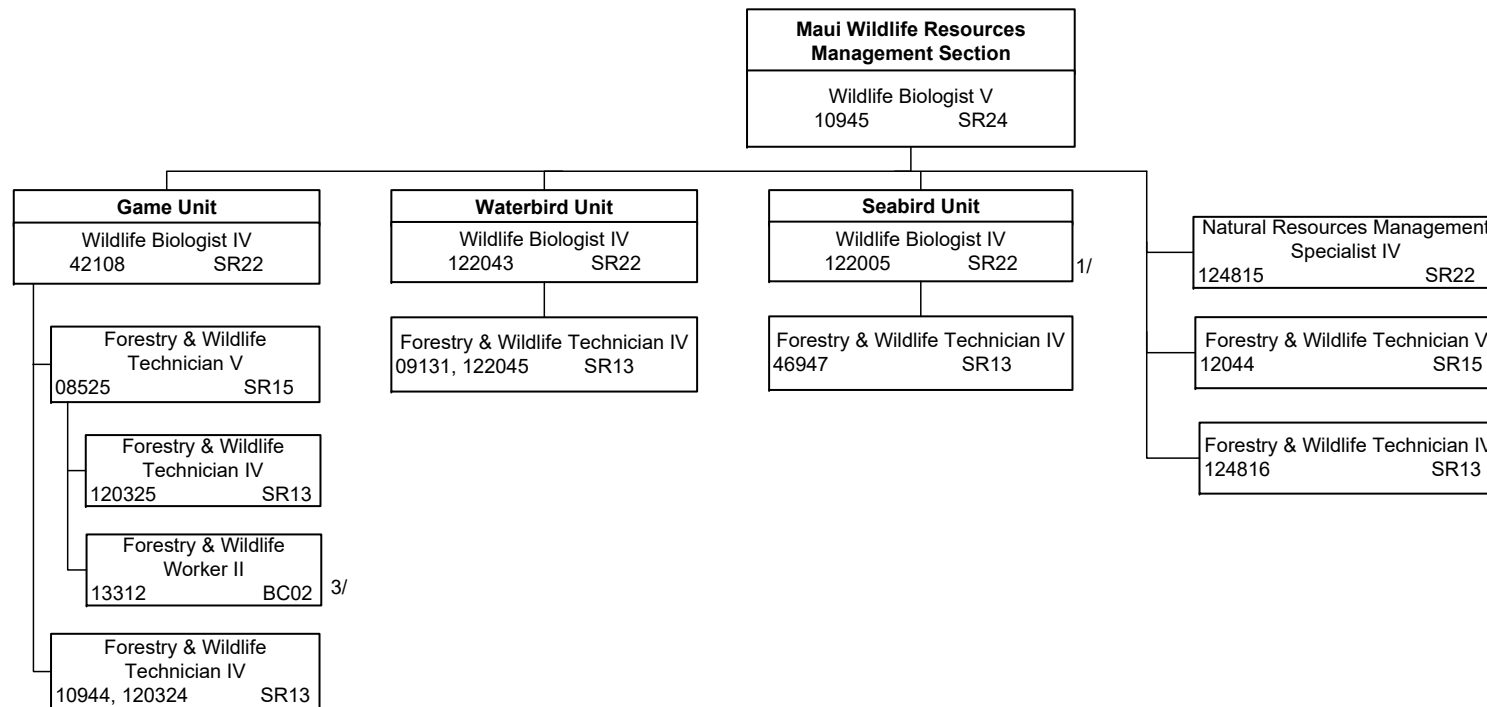 Maui Wildlife Resources
Management Section
Wildlife Biologist V
10945 SR24
Game Unit
Wildlife Biologist IV
42108 SR22
Forestry & Wildlife
Technician V
08525 SR15
Forestry & Wildlife
Technician IV
120325 SR13
Forestry & Wildlife
Worker II
13312 BC02 3/
Forestry & Wildlife
Technician IV
10944, 120324 SR13
Waterbird Unit
Wildlife Biologist IV
122043 SR22
Forestry & Wildlife Technician IV
09131, 122045 SR13
Seabird Unit
Wildlife Biologist IV
122005 SR22 1/
Forestry & Wildlife Technician IV
46947 SR13
Natural Resources Management
Specialist IV
124815 SR22
Forestry & Wildlife Technician V
12044 SR15
Forestry & Wildlife Technician IV
124816 SR13